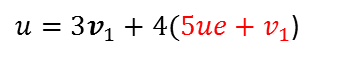 u = 3v₁ + 4(5ue + v₁)